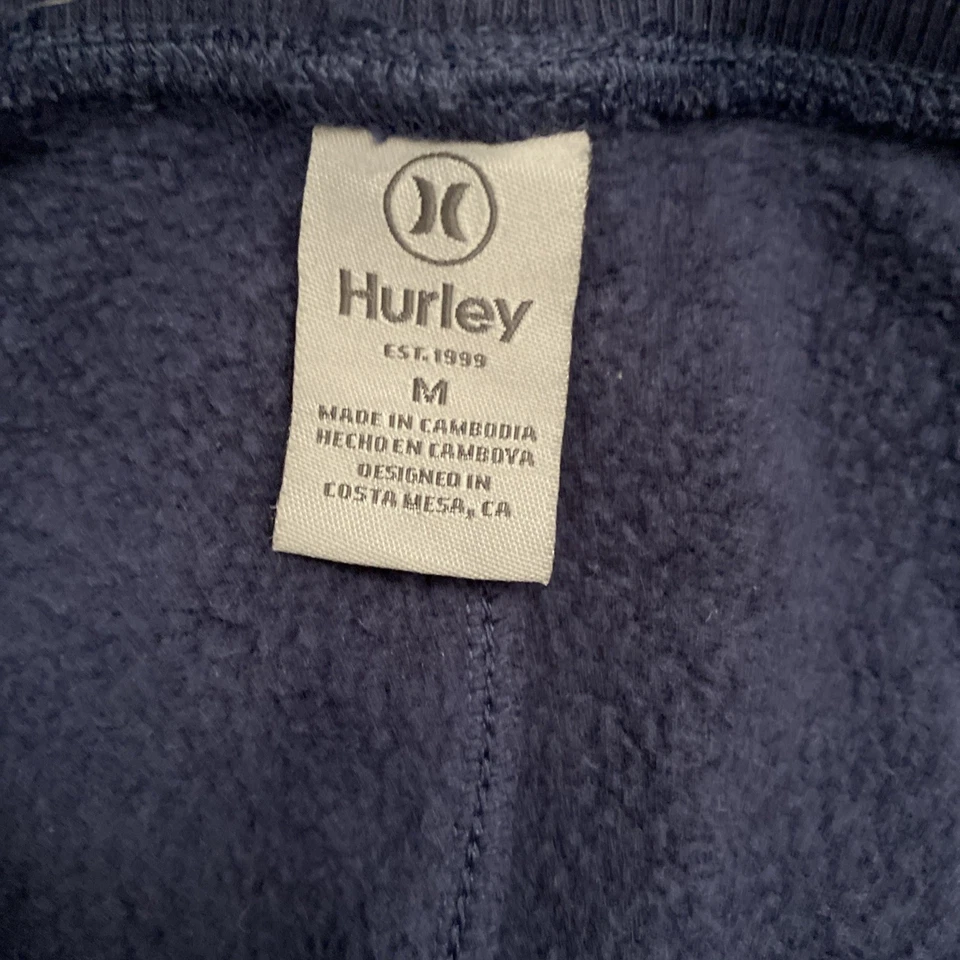 Hurley
EST. 1999
M
MADE IN CAMBODIA
HECHO EN CAMBOYA
DESIGNED IN
COSTA MESA, CA